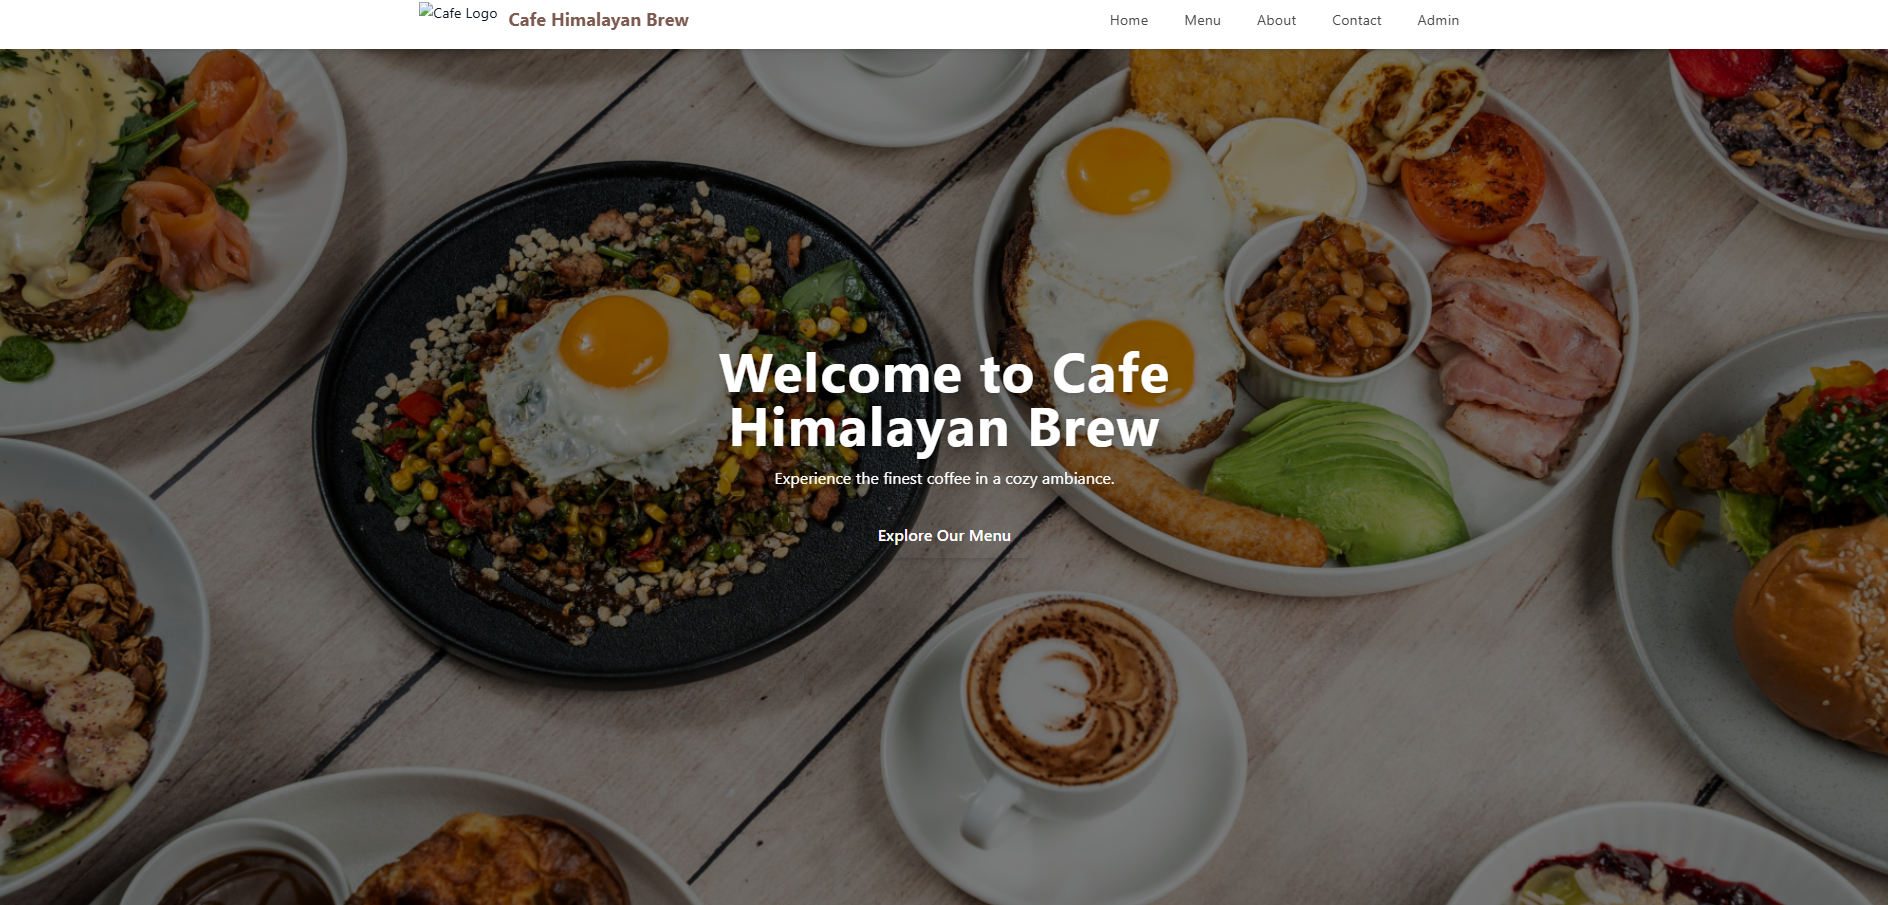 Cafe Logo
Cafe Himalayan Brew
Home Menu About Contact Admin
Welcome to Cafe
Himalayan Brew
Experience the finest coffee in a cozy ambiance.
Explore Our Menu